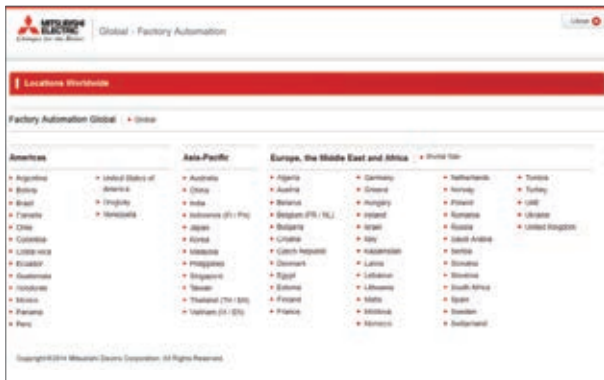 MITSUBISHI ELECTRIC
Changes for the Better
Global - Factory Automation
Close
Locations Worldwide
Factory Automation Global
Global
Americas
Argentina
Bolivia
Brazil
Canada
Chile
Colombia
Costa Rica
Ecuador
Guatemala
Honduras
Mexico
Panama
Peru
United States of
America
Uruguay
Venezuela
Asia-Pacific
Australia
China
India
Japan
Korea
Malaysia
Philippines
Singapore
Taiwan
Thailand (TH / EN)
Vietnam (VI / EN)
Europe, the Middle East and Africa
Algeria
Austria
Belarus
Belgium (FR / NL)
Bulgaria
Croatia
Czech Republic
Denmark
Egypt
Estonia
Finland
France
Germany
Greece
Hungary
Ireland
Israel
Italy
Kazakhstan
Latvia
Lebanon
Lithuania
Malta
Moldova
Morocco
Netherlands
Norway
Poland
Romania
Russia
Saudi Arabia
Serbia
Slovakia
Slovenia
South Africa
Spain
Sweden
Switzerland
Tunisia
Turkey
UAE
Ukraine
United Kingdom
Copyright©2014 Mitsubishi Electric Corporation. All Rights Reserved.